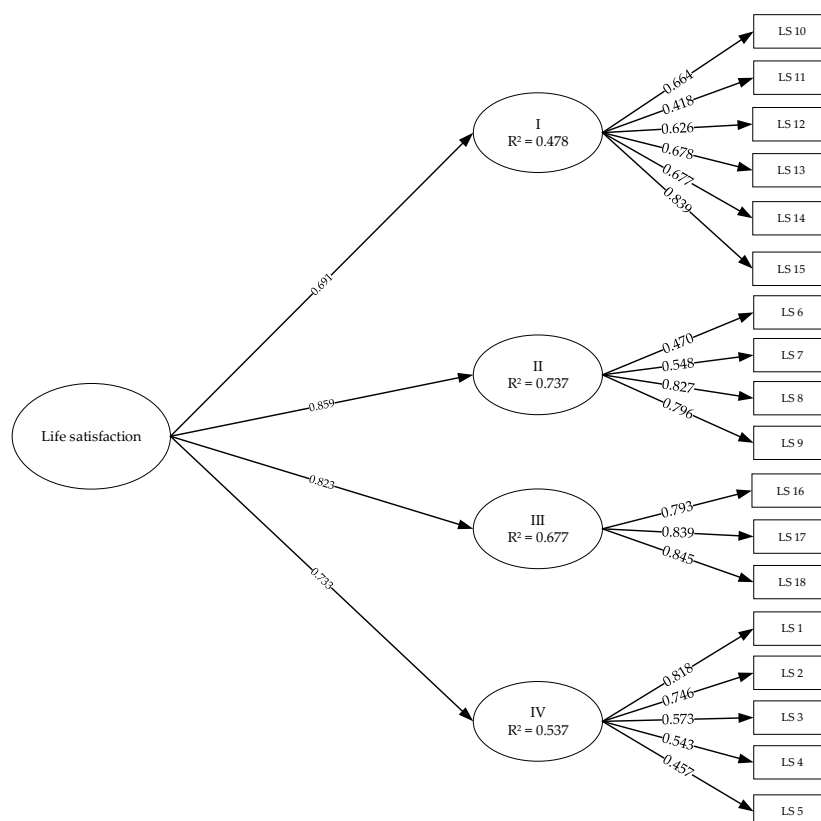 LS 10
LS 11
LS 12
LS 13
LS 14
LS 15
0.664
0.418
0.626
0.678
0.677
0.839
I
R² = 0.478
0.691
LS 6
LS 7
LS 8
LS 9
0.470
0.548
0.827
0.796
II
R² = 0.737
0.859
Life satisfaction
0.823
LS 16
LS 17
LS 18
0.793
0.839
0.845
III
R² = 0.677
0.733
LS 1
LS 2
LS 3
LS 4
LS 5
0.818
0.746
0.573
0.543
0.457
IV
R² = 0.537